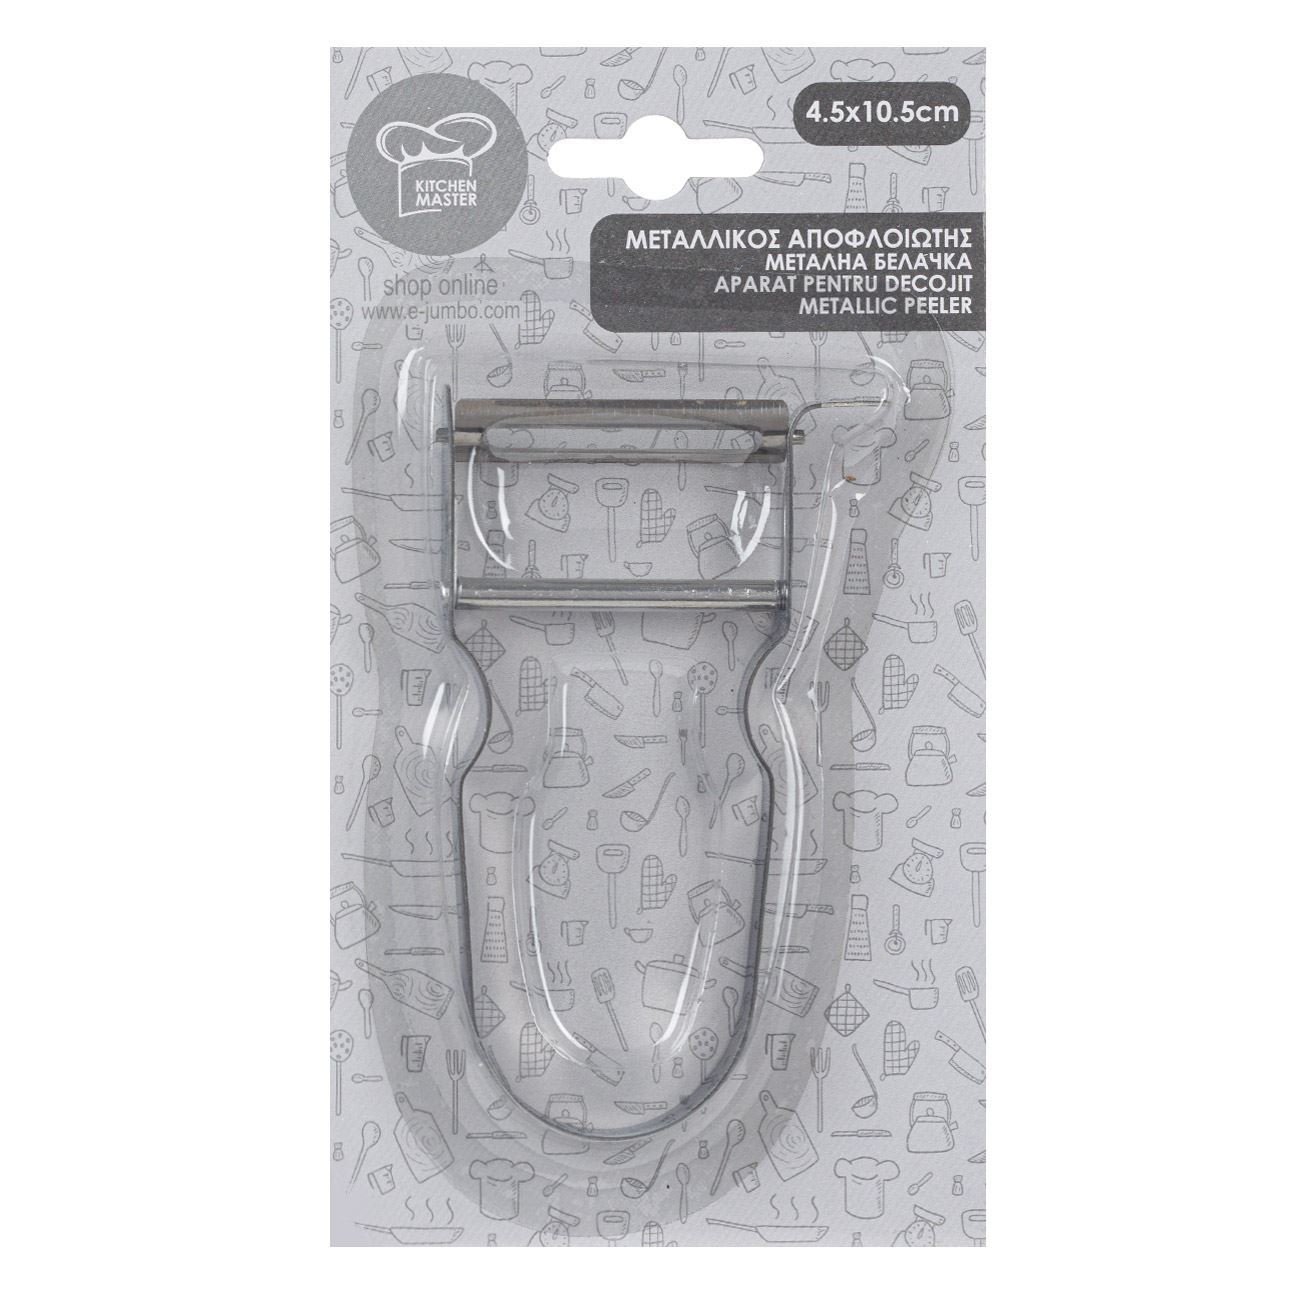 KITCHEN
MASTER
4.5x10.5cm
ΜΕΤΑΛΛΙΚΟΣ ΑΠΟΦΛΟΙΩΤΗΣ
МЕТАЛНА БЕЛАЧКА
APARAT PENTRU DECOJIT
METALLIC PEELER
shop online
www.e-jumbo.com